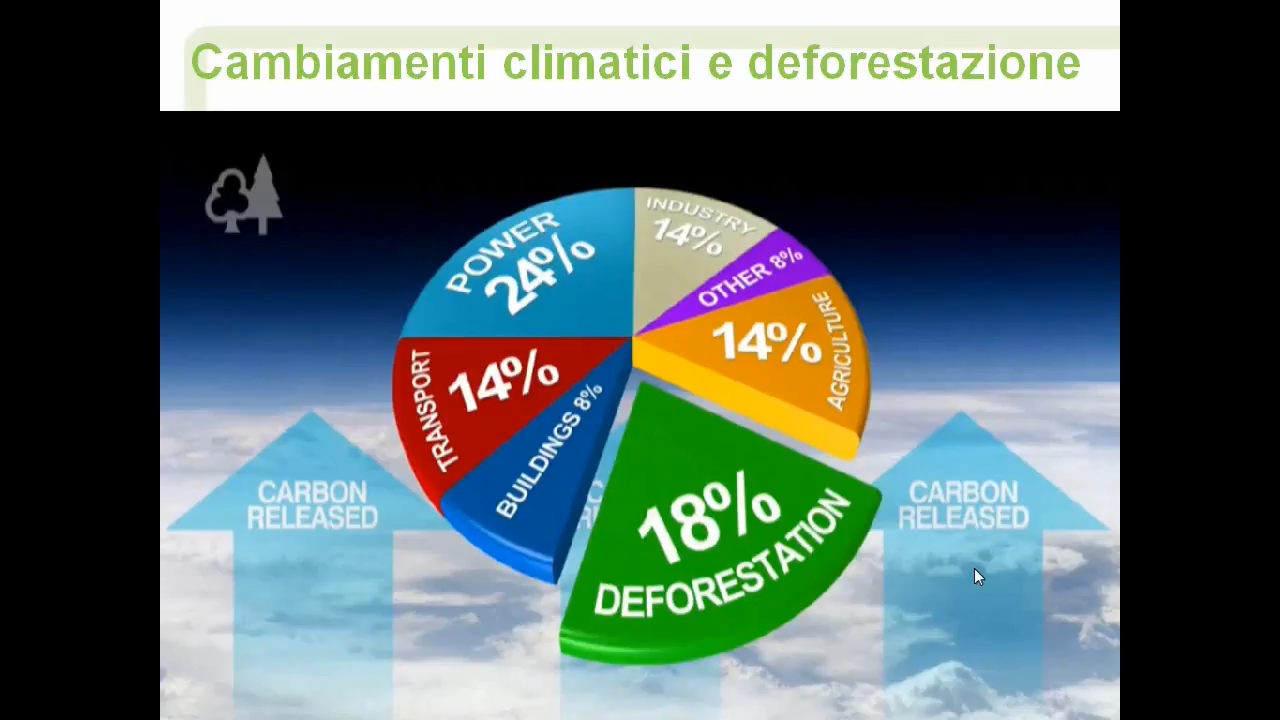 Cambiamenti climatici e deforestazione
INDUSTRY
14%
POWER
24%
OTHER 8%
14%
AGRICULTURE
TRANSPORT
14%
BUILDINGS 8%
18%
DEFORESTATION
CARBON
RELEASED
CARBON
RELEASED